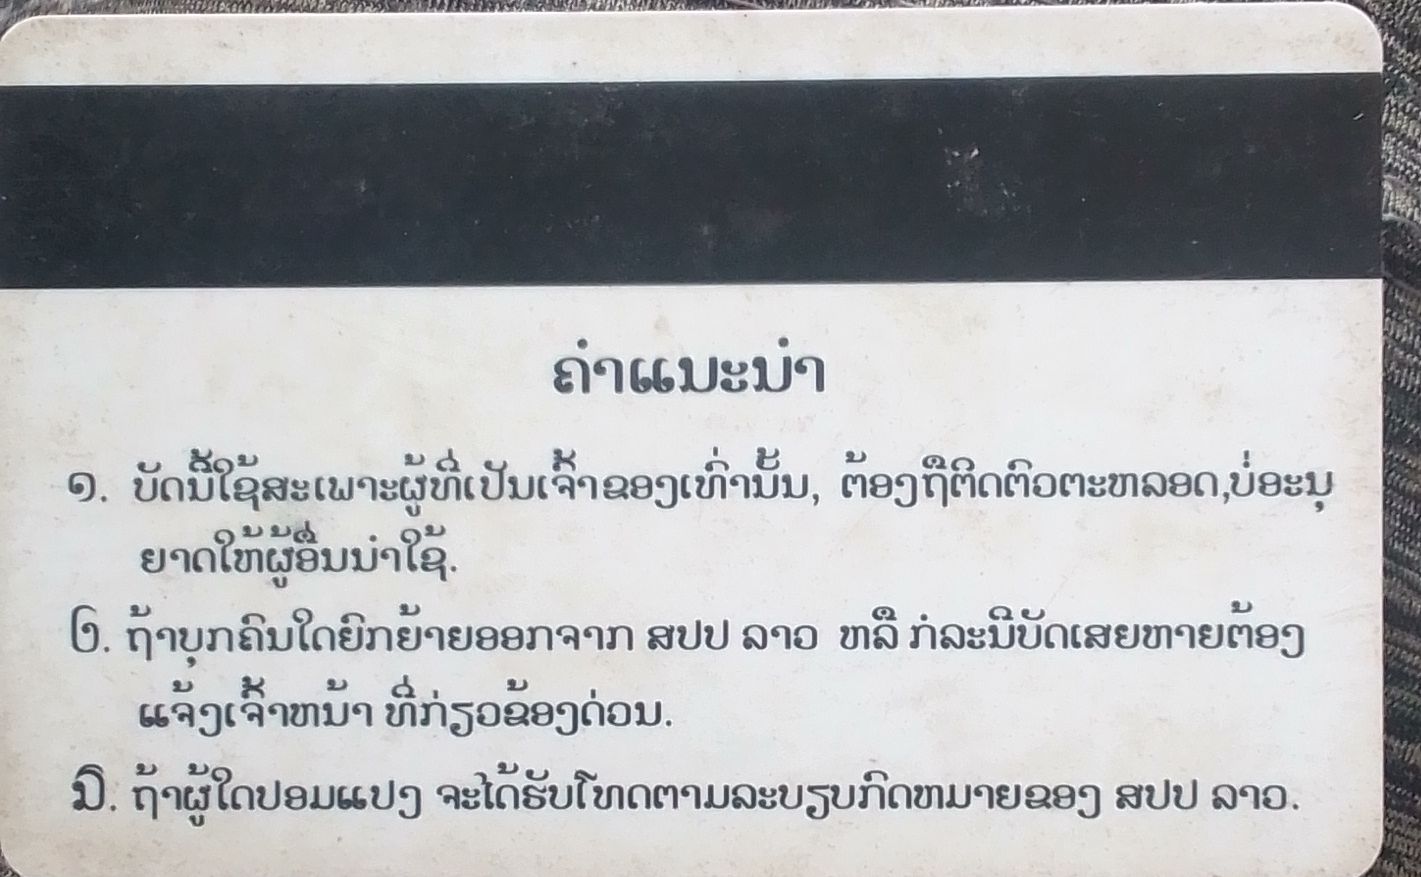 ຄຳແນະນຳ
໑. ບັດນີ້ໃຊ້ສະເພາະຜູ້ທີ່ເປັນເຈົ້າຂອງເທົ່ານັ້ນ, ຕ້ອງຖືຕິດຕົວຕະຫລອດ,ບໍ່ອະນຸ
ຍາດໃຫ້ຜູ້ອື່ນນຳໃຊ້.
໒. ຖ້າບຸກຄົນໃດຍົກຍ້າຍອອກຈາກ ສປປ ລາວ ຫລື ກໍລະນີບັດເສຍຫາຍຕ້ອງ
ແຈ້ງເຈົ້າຫນ້າ ທີ່ກ່ຽວຂ້ອງດ່ວນ.
໓. ຖ້າຜູ້ໃດປອມແປງ ຈະໄດ້ຮັບໂທດຕາມລະບຽບກົດຫມາຍຂອງ ສປປ ລາວ.